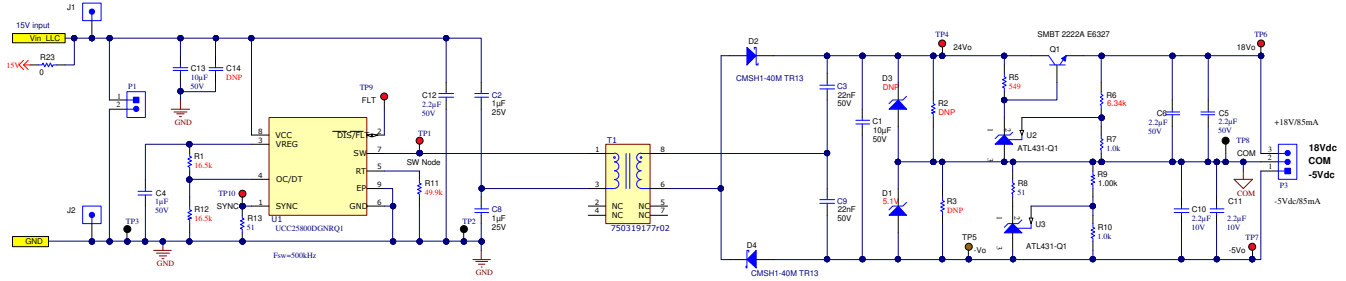 J1
15V input
Vin_LLC
15V
R23
0
C13
10µF
50V
C14
DNP
GND
P1
1
2
TP9
FLT
C12
2.2µF
50V
C2
1µF
25V
8
VCC
3
VREG
DIS/FLT
2
SW
7
TP1
SW Node
RT
5
4
OC/DT
EP
9
1
SYNC
GND
6
U1
UCC25800DGNRQ1
Fsw=500kHz
R1
16.5k
C4
1µF
50V
R12
16.5k
TP10
SYNC
R13
51
R11
49.9k
J2
TP3
GND
GND
TP2
C8
1µF
25V
GND
T1
1
8
3
6
2
NC
NC
5
4
NC
NC
7
750319177r02
D2
CMSH1-40M TR13
D4
CMSH1-40M TR13
C3
22nF
50V
C9
22nF
50V
C1
10µF
50V
D3
DNP
D1
5.1V
R2
DNP
R3
DNP
TP4
24Vo
SMBT 2222A E6327
Q1
R5
549
R6
6.34k
U2
1
3
ATL431-Q1
R7
1.0k
R8
51
R9
1.00k
2
U3
3
ATL431-Q1
R10
1.0k
TP5
-Vo
C6
2.2µF
50V
C5
2.2µF
50V
C10
2.2µF
10V
C11
2.2µF
10V
TP6
18Vo
TP8
COM
COM
TP7
-5Vo
+18V/85mA
3
2
1
P3
18Vdc
COM
-5Vdc
-5Vdc/85mA